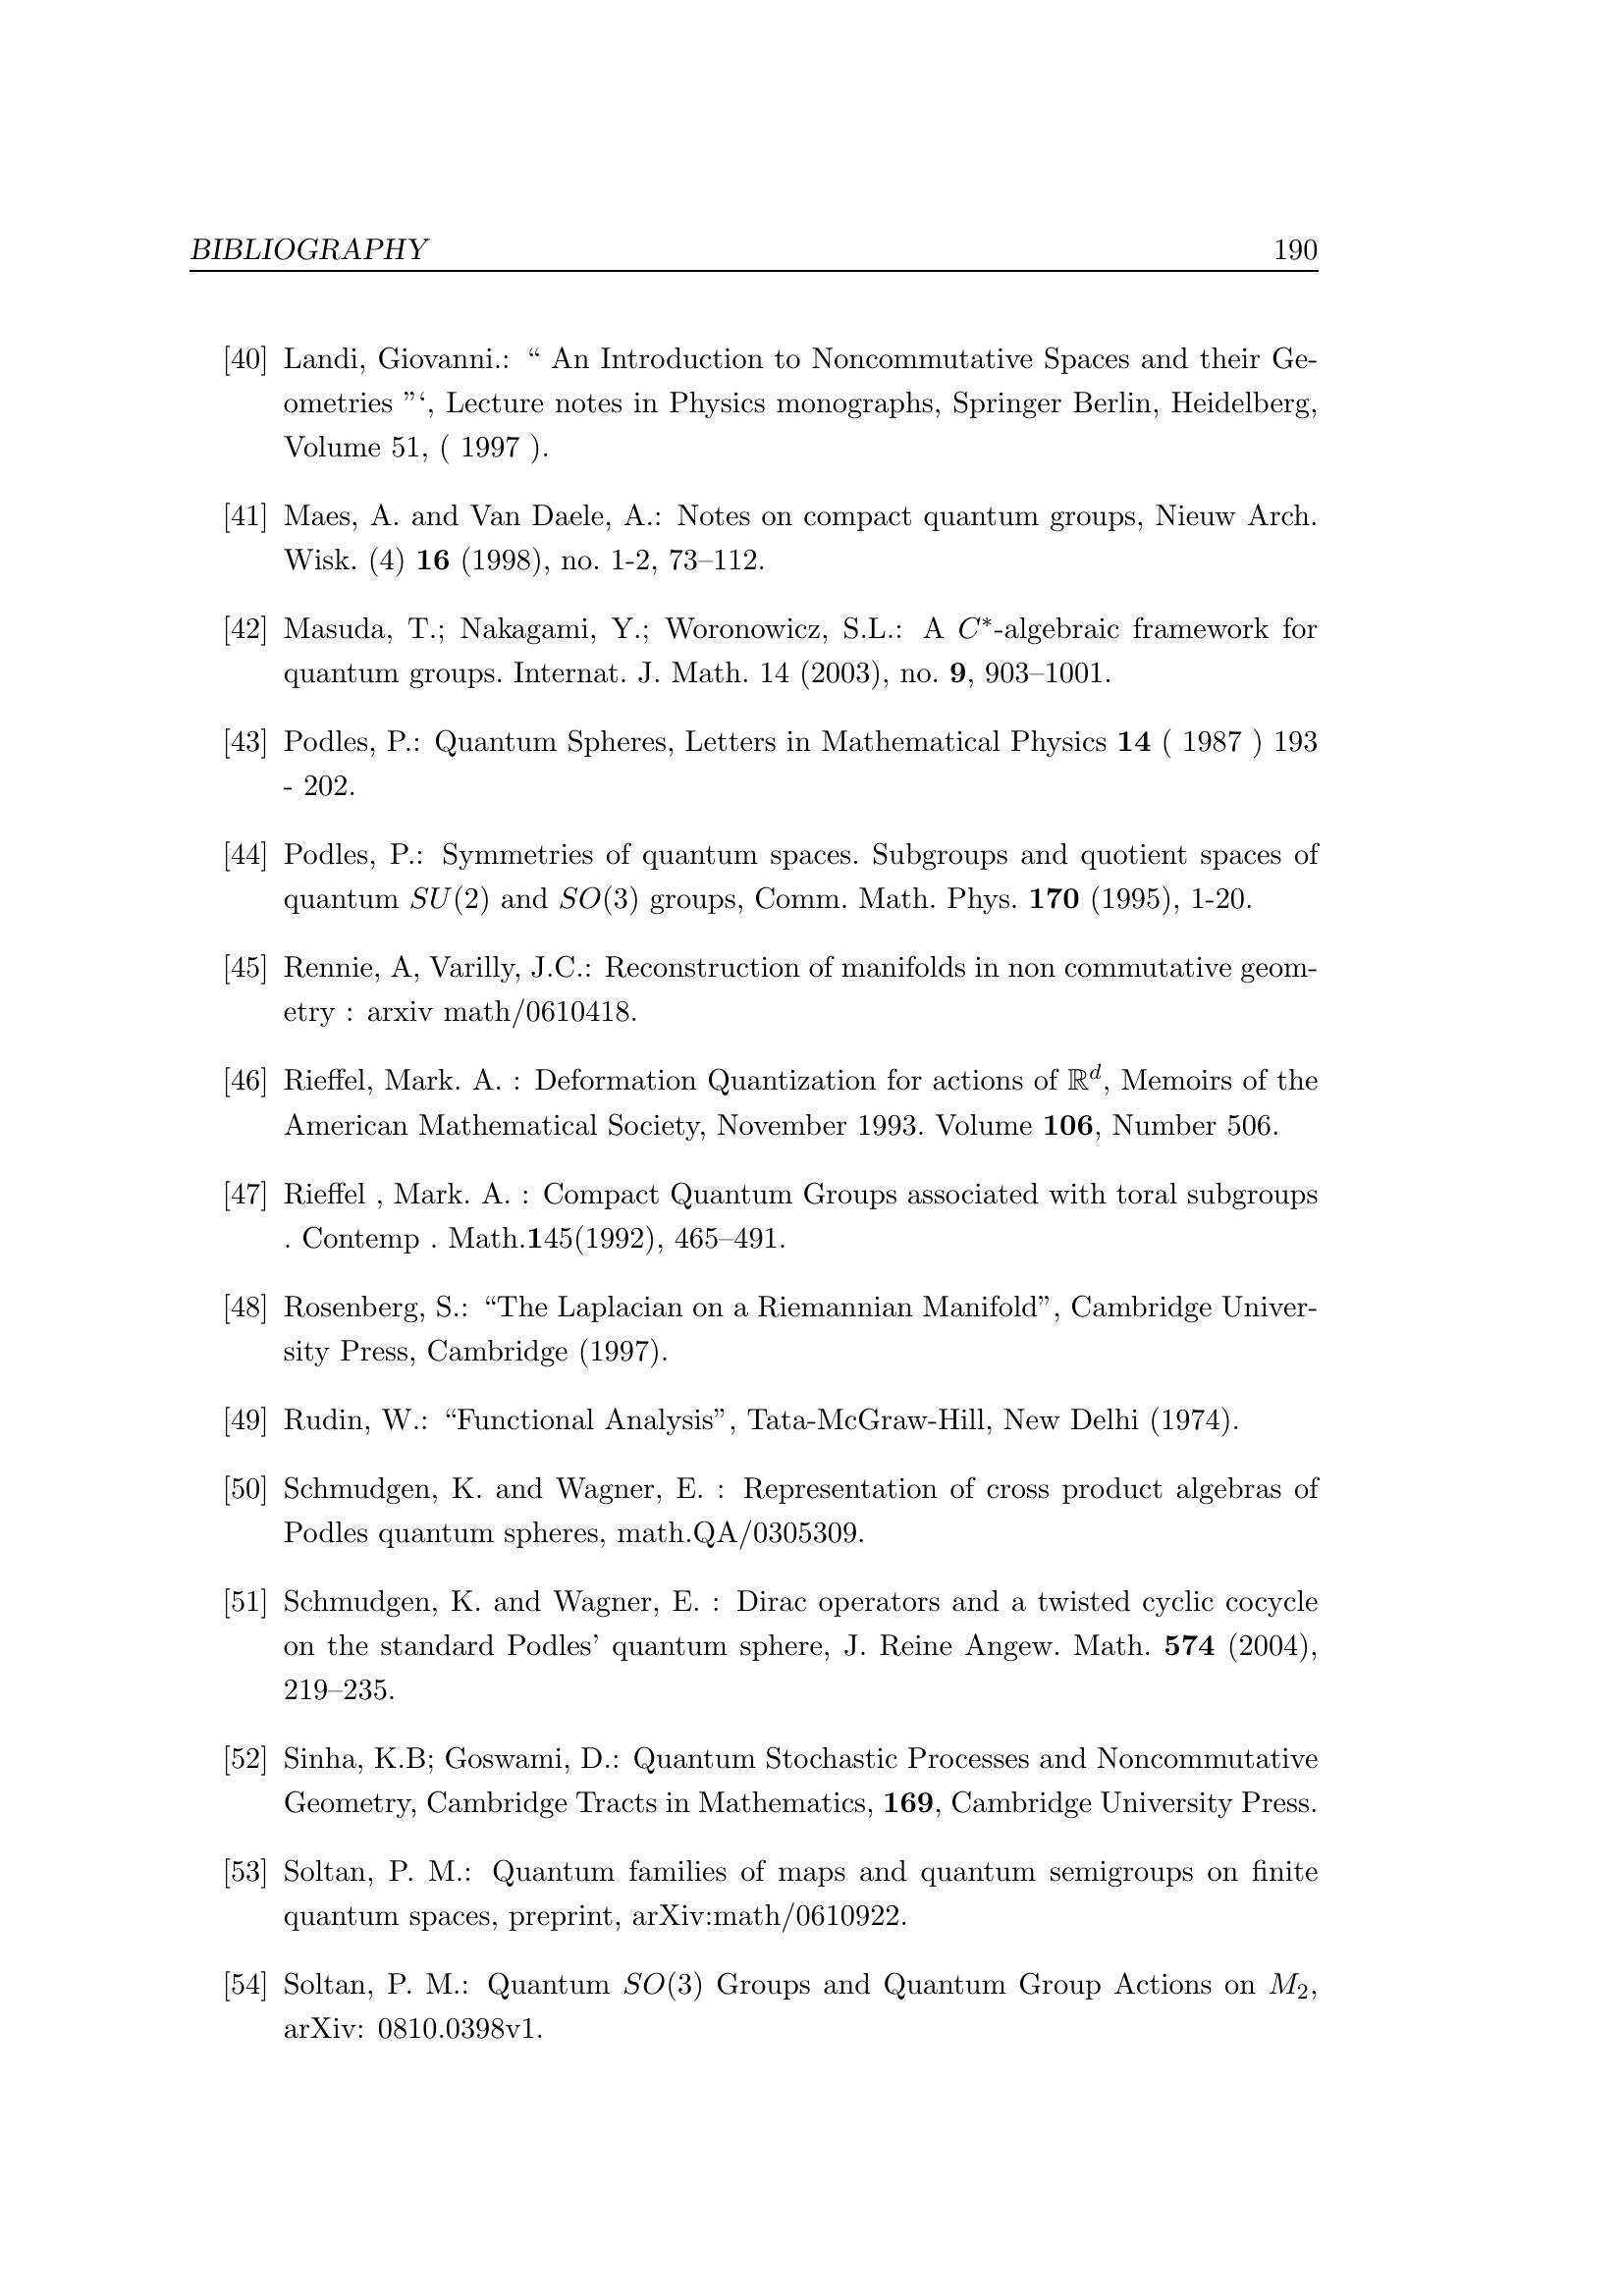 BIBLIOGRAPHY 190
[40] Landi, Giovanni.: “ An Introduction to Noncommutative Spaces and their Ge-
ometries ”‘, Lecture notes in Physics monographs, Springer Berlin, Heidelberg,
Volume 51, ( 1997 ).
[41] Maes, A. and Van Daele, A.: Notes on compact quantum groups, Nieuw Arch.
Wisk. (4) 16 (1998), no. 1-2, 73–112.
[42] Masuda, T.; Nakagami, Y.; Woronowicz, S.L.: A C*-algebraic framework for
quantum groups. Internat. J. Math. 14 (2003), no. 9, 903–1001.
[43] Podles, P.: Quantum Spheres, Letters in Mathematical Physics 14 ( 1987 ) 193
- 202.
[44] Podles, P.: Symmetries of quantum spaces. Subgroups and quotient spaces of
quantum SU(2) and SO(3) groups, Comm. Math. Phys. 170 (1995), 1-20.
[45] Rennie, A, Varilly, J.C.: Reconstruction of manifolds in non commutative geom-
etry : arxiv math/0610418.
[46] Rieffel, Mark. A. : Deformation Quantization for actions of ℝ^d, Memoirs of the
American Mathematical Society, November 1993. Volume 106, Number 506.
[47] Rieffel , Mark. A. : Compact Quantum Groups associated with toral subgroups
. Contemp . Math.145(1992), 465–491.
[48] Rosenberg, S.: “The Laplacian on a Riemannian Manifold”, Cambridge Univer-
sity Press, Cambridge (1997).
[49] Rudin, W.: “Functional Analysis”, Tata-McGraw-Hill, New Delhi (1974).
[50] Schmudgen, K. and Wagner, E. : Representation of cross product algebras of
Podles quantum spheres, math.QA/0305309.
[51] Schmudgen, K. and Wagner, E. : Dirac operators and a twisted cyclic cocycle
on the standard Podles’ quantum sphere, J. Reine Angew. Math. 574 (2004),
219–235.
[52] Sinha, K.B; Goswami, D.: Quantum Stochastic Processes and Noncommutative
Geometry, Cambridge Tracts in Mathematics, 169, Cambridge University Press.
[53] Soltan, P. M.: Quantum families of maps and quantum semigroups on finite
quantum spaces, preprint, arXiv:math/0610922.
[54] Soltan, P. M.: Quantum SO(3) Groups and Quantum Group Actions on M₂,
arXiv: 0810.0398v1.